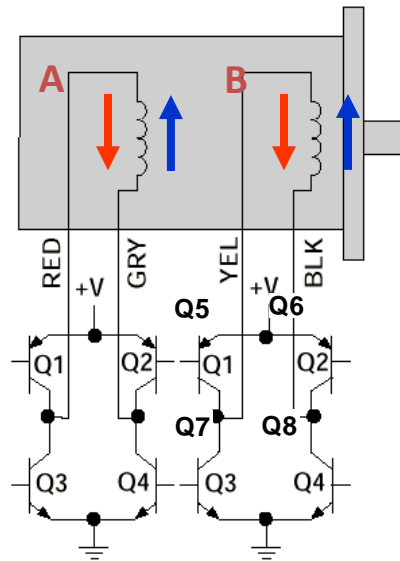 A B
RED GRY YEL BLK
+V Q5 +V Q6
Q1 Q2 Q1 Q2
Q7 Q8
Q3 Q4 Q3 Q4